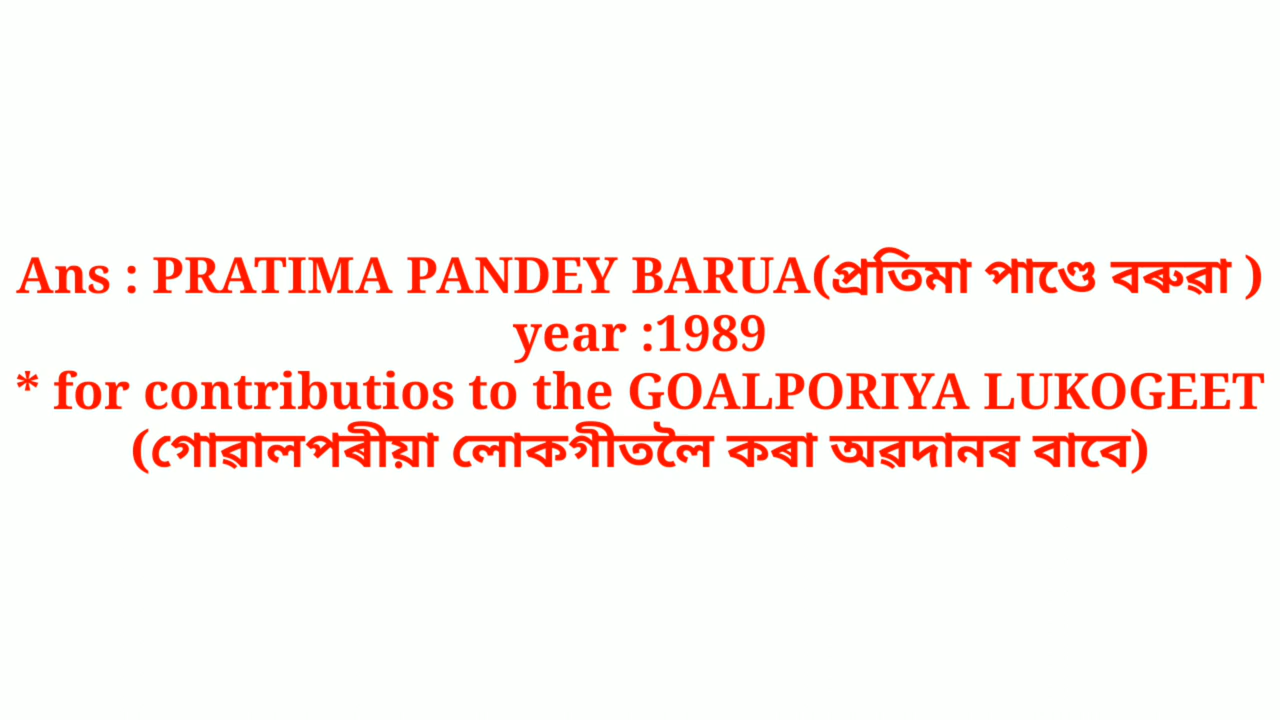 Ans : PRATIMA PANDEY BARUA(প্ৰতিমা পাণ্ডে বৰুৱা )
year :1989
* for contributios to the GOALPORIYA LUKOGEET
(গোৱালপৰীয়া লোকগীতলৈ কৰা অৱদানৰ বাবে)